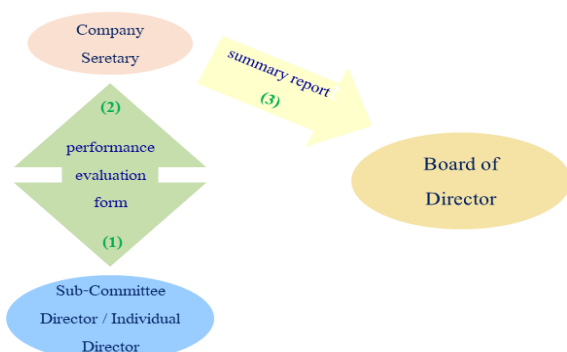 Company
Seretary
summary report
(3)
(2)
performance
evaluation
form
(1)
Board of
Director
Sub-Committee
Director / Individual
Director